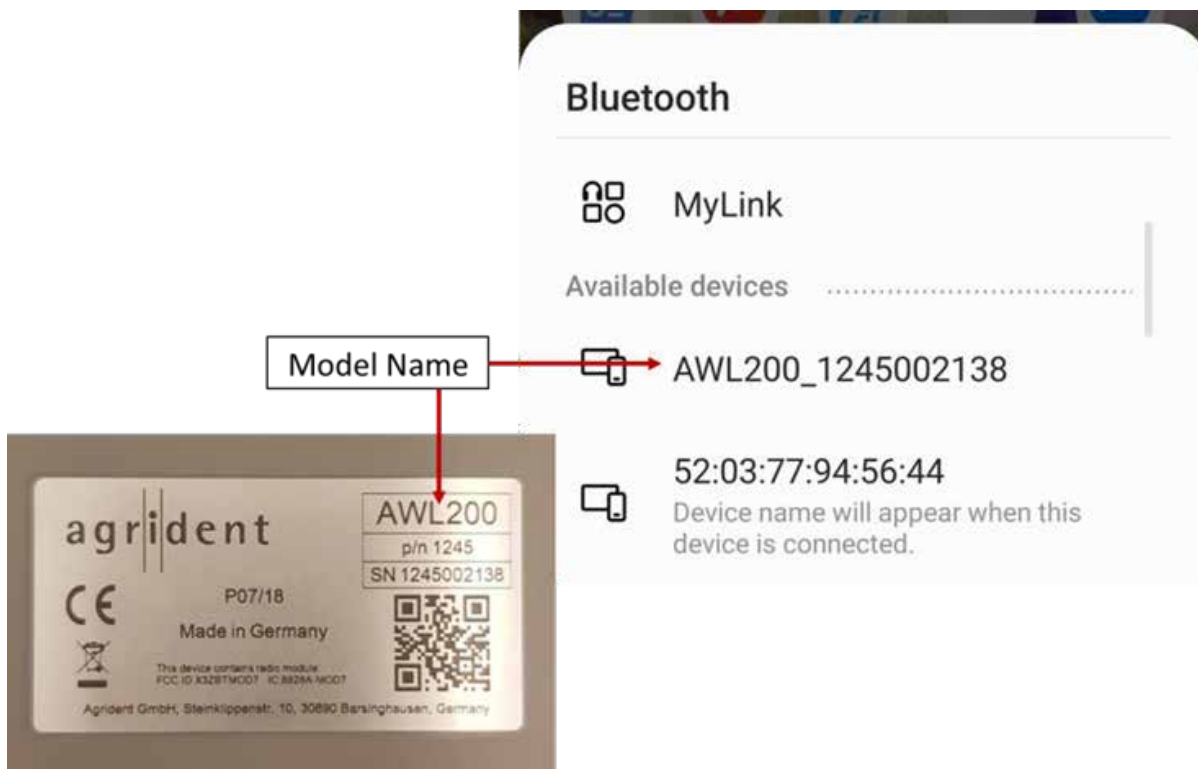 Bluetooth
MyLink
Available devices
AWL200_1245002138
Model Name
52:03:77:94:56:44
Device name will appear when this
device is connected.
agrident
AWL200
p/n 1245
SN 1245002138
CE
P07/18
Made in Germany
This device contains radio module
Agrident GmbH, Steinklippenstr. 10, 30890 Barsinghausen, Germany